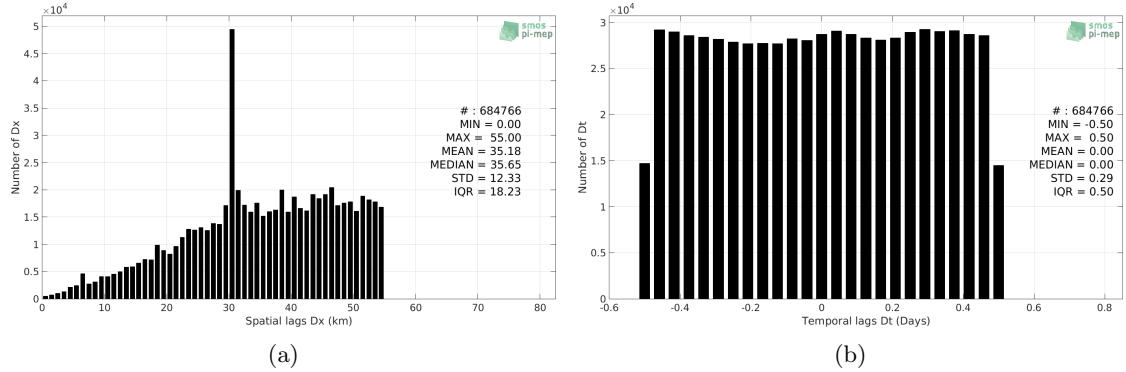 ×10⁴
5
4.5
4
3.5
3
2.5
2
1.5
1
0.5
0
Number of Dx
smos
pi-mep
# : 684766
MIN = 0.00
MAX = 55.00
MEAN = 35.18
MEDIAN = 35.65
STD = 12.33
IQR = 18.23
0 10 20 30 40 50 60 70 80
Spatial lags Dx (km)
(a)
×10⁴
3
2.5
2
1.5
1
0.5
0
Number of Dt
smos
pi-mep
# : 684766
MIN = -0.50
MAX = 0.50
MEAN = 0.00
MEDIAN = 0.00
STD = 0.29
IQR = 0.50
-0.6 -0.4 -0.2 0 0.2 0.4 0.6 0.8
Temporal lags Dt (Days)
(b)